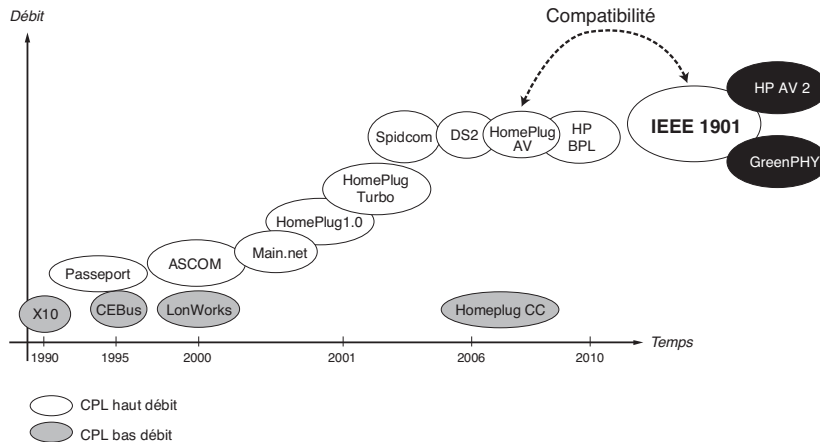 Débit
Compatibilité
HP AV 2
IEEE 1901
GreenPHY
Spidcom
DS2
HomePlug
AV
HP
BPL
HomePlug
Turbo
HomePlug1.0
Main.net
ASCOM
Passeport
X10
CEBus
LonWorks
Homeplug CC
Temps
1990
1995
2000
2001
2006
2010
CPL haut débit
CPL bas débit